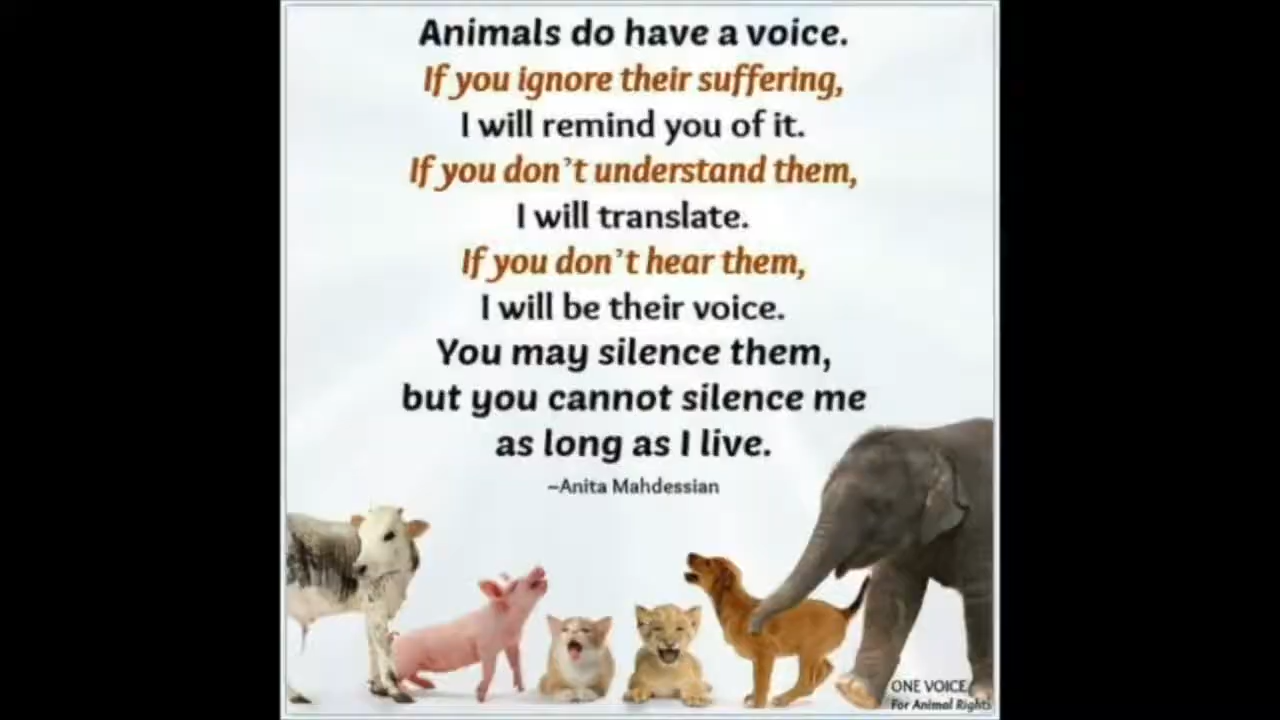 Animals do have a voice.
If you ignore their suffering,
I will remind you of it.
If you don't understand them,
I will translate.
If you don't hear them,
I will be their voice.
You may silence them,
but you cannot silence me
as long as I live.
~Anita Mahdessian
ONE VOICE
For Animal Rights